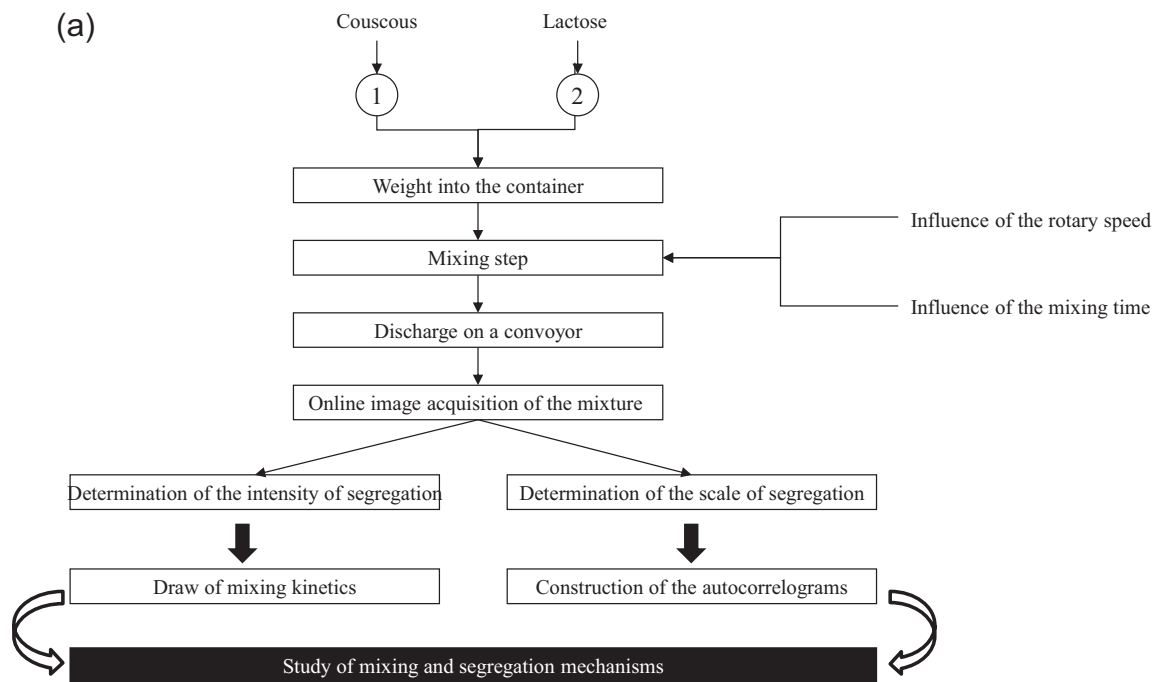 (a)
Couscous
Lactose
1
2
Weight into the container
Influence of the rotary speed
Mixing step
Influence of the mixing time
Discharge on a convoyor
Online image acquisition of the mixture
Determination of the intensity of segregation
Determination of the scale of segregation
Draw of mixing kinetics
Construction of the autocorrelograms
Study of mixing and segregation mechanisms